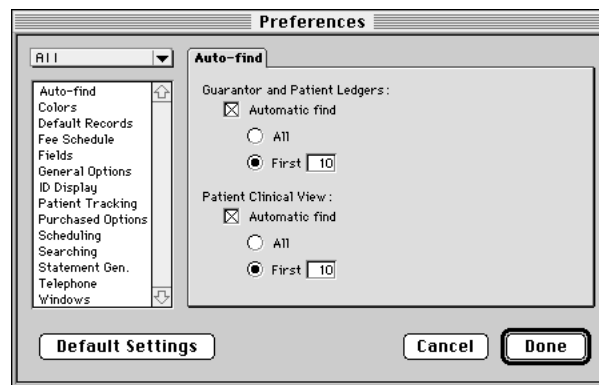 Preferences
All
Auto-find
Colors
Default Records
Fee Schedule
Fields
General Options
ID Display
Patient Tracking
Purchased Options
Scheduling
Searching
Statement Gen.
Telephone
Windows
Auto-find
Guarantor and Patient Ledgers:
Automatic find
All
First 10
Patient Clinical View:
Automatic find
All
First 10
Default Settings
Cancel
Done